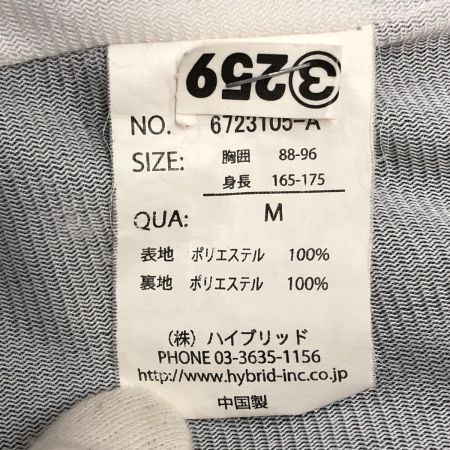 ③259
NO. 6723105-A
SIZE: 胸囲 88-96
身長 165-175
QUA: M
表地 ポリエステル 100%
裏地 ポリエステル 100%
(株) ハイブリッド
PHONE 03-3635-1156
http://www.hybrid-inc.co.jp
中国製